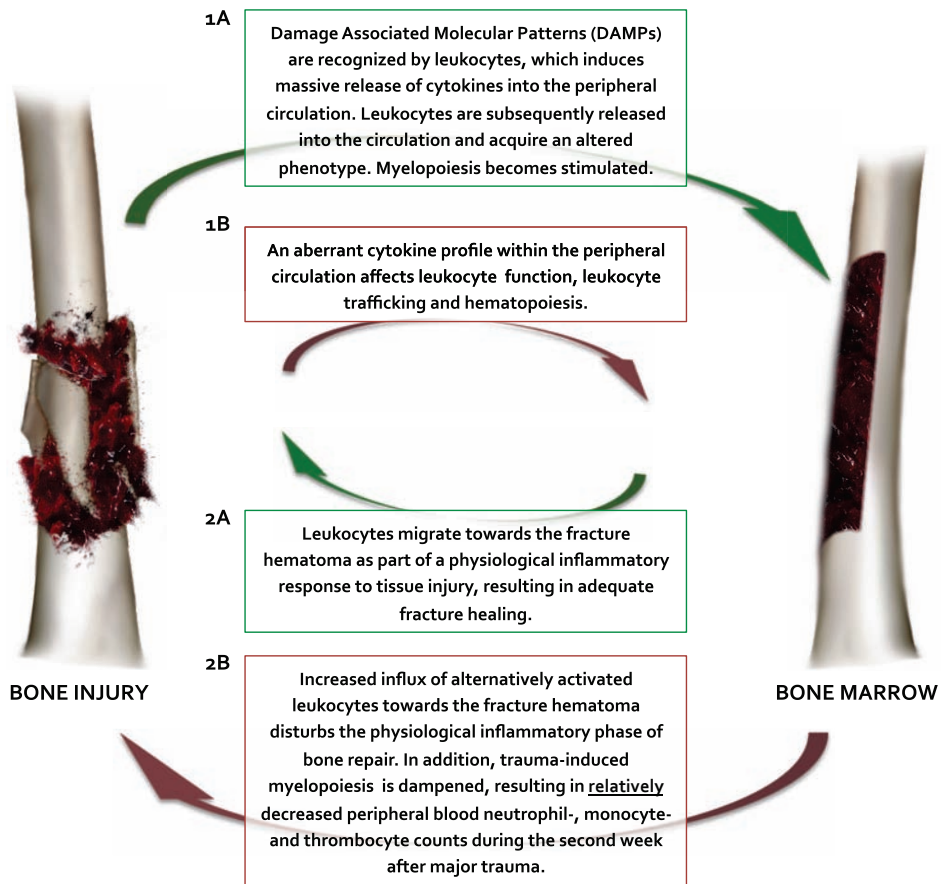 1A
Damage Associated Molecular Patterns (DAMPs)
are recognized by leukocytes, which induces
massive release of cytokines into the peripheral
circulation. Leukocytes are subsequently released
into the circulation and acquire an altered
phenotype. Myelopoiesis becomes stimulated.
1B
An aberrant cytokine profile within the peripheral
circulation affects leukocyte function, leukocyte
trafficking and hematopoiesis.
2A
Leukocytes migrate towards the fracture
hematoma as part of a physiological inflammatory
response to tissue injury, resulting in adequate
fracture healing.
2B
Increased influx of alternatively activated
leukocytes towards the fracture hematoma
disturbs the physiological inflammatory phase of
bone repair. In addition, trauma-induced
myelopoiesis is dampened, resulting in relatively
decreased peripheral blood neutrophil-, monocyte-
and thrombocyte counts during the second week
after major trauma.
BONE INJURY
BONE MARROW